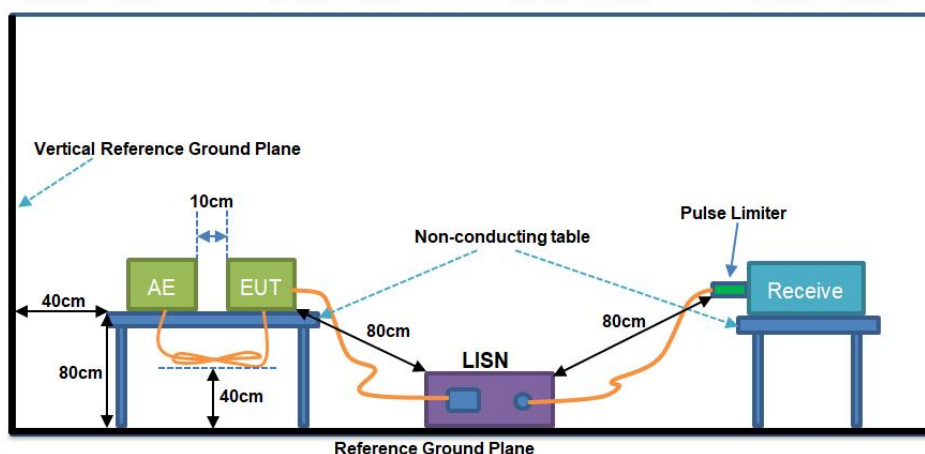 Vertical Reference Ground Plane
10cm
Pulse Limiter
Non-conducting table
AE
EUT
Receive
40cm
80cm
80cm
80cm
LISN
40cm
Reference Ground Plane